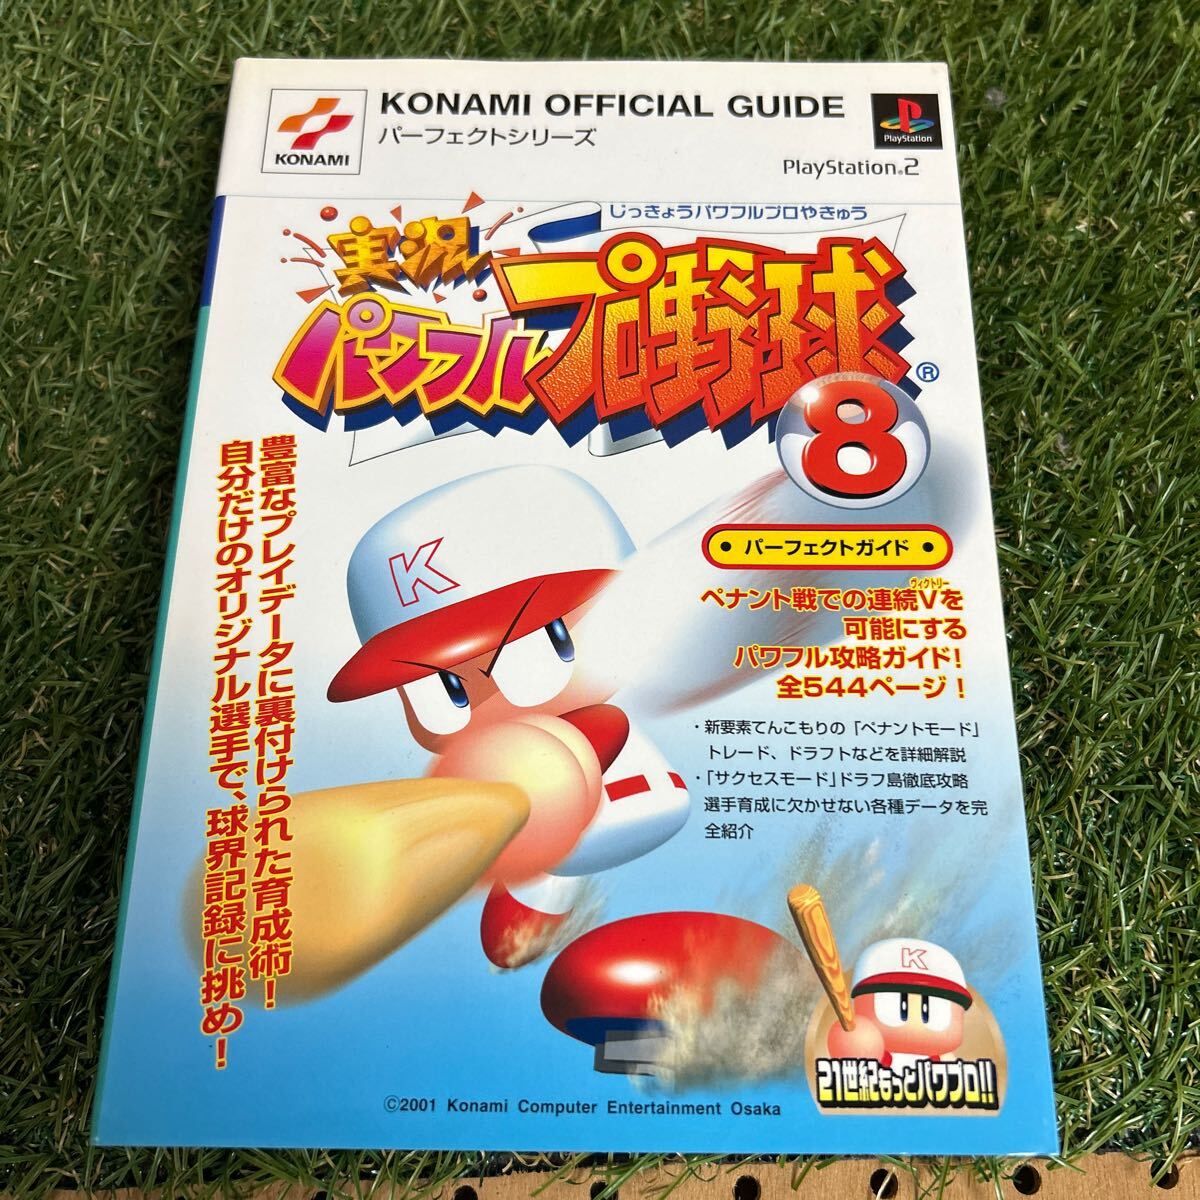 KONAMI
KONAMI OFFICIAL GUIDE
パーフェクトシリーズ
PlayStation
PlayStation.2
じっきょうパワフルプロやきゅう
実況
パワフル
プロ野球
®
8
豊富なプレイデータに裏付けられた育成術!
自分だけのオリジナル選手で、球界記録に挑め!
K
• パーフェクトガイド •
ヴィクトリー
ペナント戦での連続Vを
可能にする
パワフル攻略ガイド!
全544ページ!
・新要素てんこもりの「ペナントモード」
トレード、ドラフトなどを詳細解説
・「サクセスモード」ドラフ島徹底攻略
選手育成に欠かせない各種データを完
全紹介
K
21世紀もっとパワプロ!!
©2001 Konami Computer Entertainment Osaka